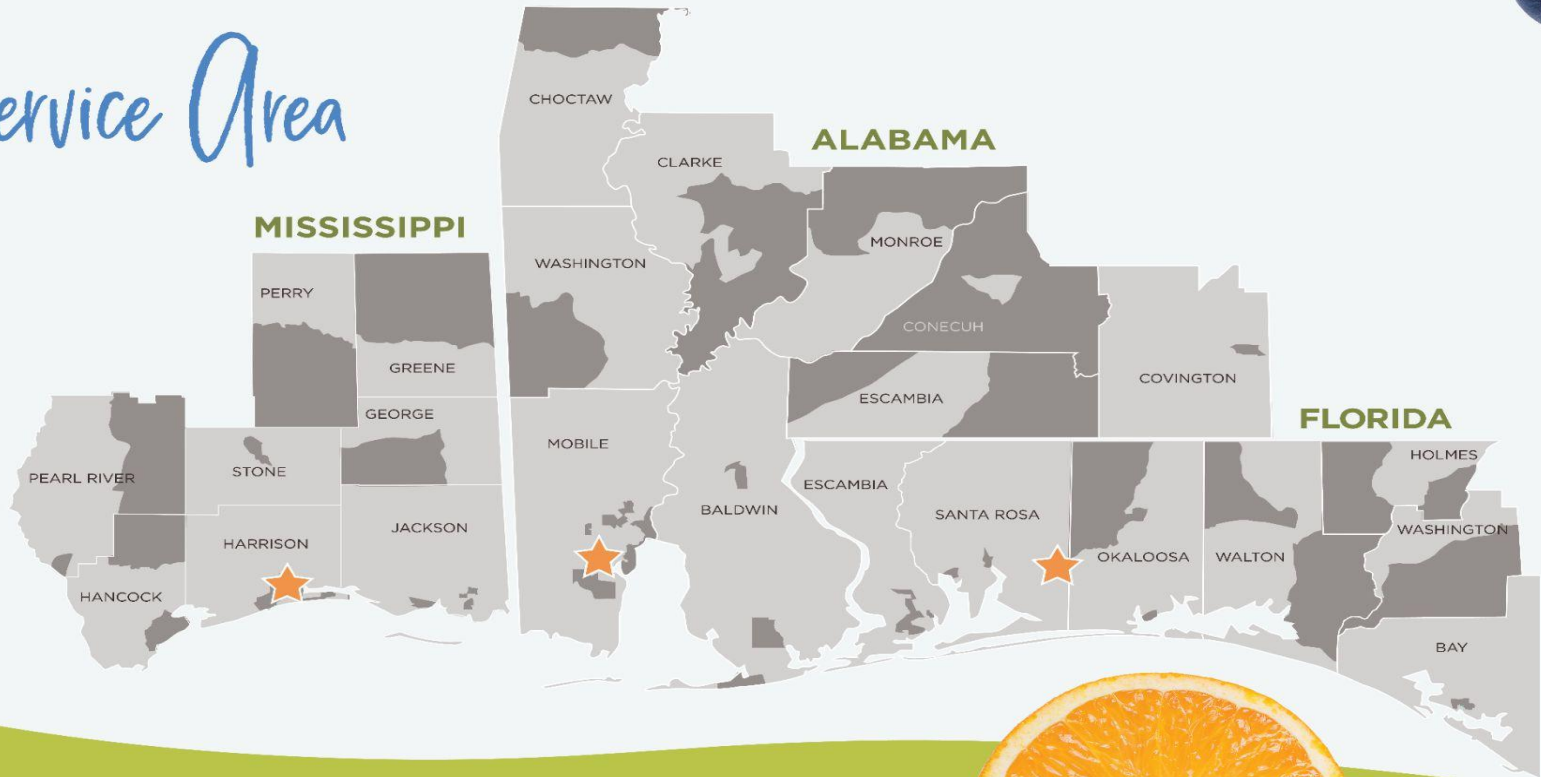 Area
ALABAMA
MISSISSIPPI
FLORIDA
CHOCTAW
CLARKE
WASHINGTON
MONROE
CONECUH
COVINGTON
ESCAMBIA
MOBILE
BALDWIN
PERRY
GREENE
GEORGE
PEARL RIVER
STONE
HARRISON
JACKSON
HANCOCK
ESCAMBIA
SANTA ROSA
OKALOOSA
WALTON
HOLMES
WASHINGTON
BAY